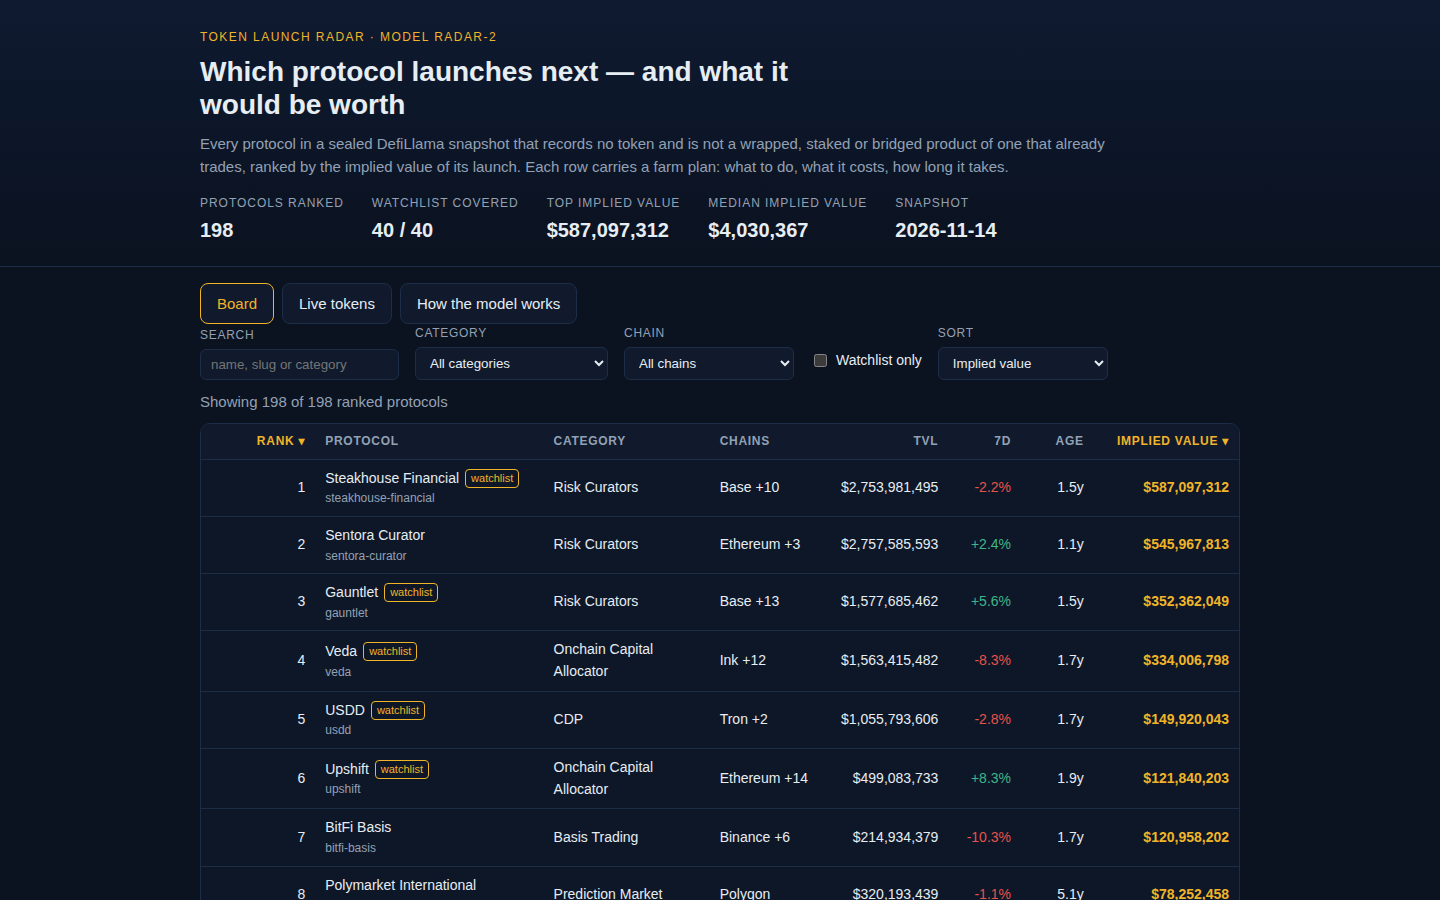 TOKEN LAUNCH RADAR · MODEL RADAR-2
Which protocol launches next — and what it
would be worth
Every protocol in a sealed DefiLlama snapshot that records no token and is not a wrapped, staked or bridged product of one that already
trades, ranked by the implied value of its launch. Each row carries a farm plan: what to do, what it costs, how long it takes.
PROTOCOLS RANKED WATCHLIST COVERED TOP IMPLIED VALUE MEDIAN IMPLIED VALUE SNAPSHOT
198 40 / 40 $587,097,312 $4,030,367 2026-11-14
Board Live tokens How the model works
SEARCH CATEGORY CHAIN SORT
name, slug or category All categories All chains Watchlist only Implied value
Showing 198 of 198 ranked protocols
RANK ▾ PROTOCOL CATEGORY CHAINS TVL 7D AGE IMPLIED VALUE ▾
1 Steakhouse Financial watchlist Risk Curators Base +10 $2,753,981,495 -2.2% 1.5y $587,097,312
steakhouse-financial
2 Sentora Curator Risk Curators Ethereum +3 $2,757,585,593 +2.4% 1.1y $545,967,813
sentora-curator
3 Gauntlet watchlist Risk Curators Base +13 $1,577,685,462 +5.6% 1.5y $352,362,049
gauntlet
4 Veda watchlist Onchain Capital Allocator Ink +12 $1,563,415,482 -8.3% 1.7y $334,006,798
veda
5 USDD watchlist CDP Tron +2 $1,055,793,606 -2.8% 1.7y $149,920,043
usdd
6 Upshift watchlist Onchain Capital Allocator Ethereum +14 $499,083,733 +8.3% 1.9y $121,840,203
upshift
7 BitFi Basis Basis Trading Binance +6 $214,934,379 -10.3% 1.7y $120,958,202
bitfi-basis
8 Polymarket International Prediction Market Polygon $320,193,439 -1.1% 5.1y $78,252,458